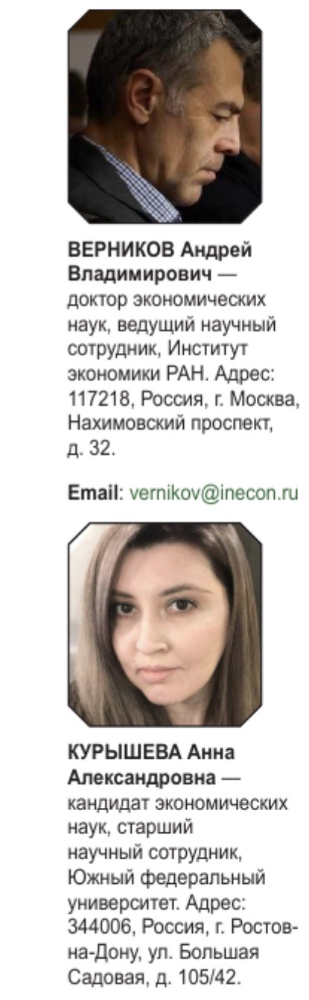 ВЕРНИКОВ Андрей
Владимирович —
доктор экономических
наук, ведущий научный
сотрудник, Институт
экономики РАН. Адрес:
117218, Россия, г. Москва,
Нахимовский проспект,
д. 32.
Email: vernikov@inecon.ru
КУРЫШЕВА Анна
Александровна —
кандидат экономических
наук, старший
научный сотрудник,
Южный федеральный
университет. Адрес:
344006, Россия, г. Ростов-
на-Дону, ул. Большая
Садовая, д. 105/42.